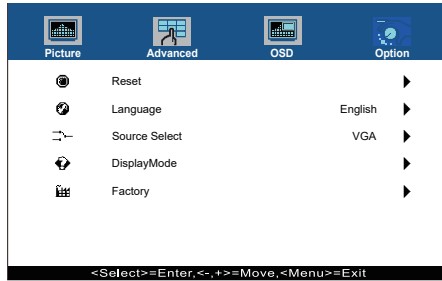 Picture Advanced OSD Option
Reset
Language English
Source Select VGA
DisplayMode
Factory
<Select>=Enter,<-,+>=Move,<Menu>=Exit